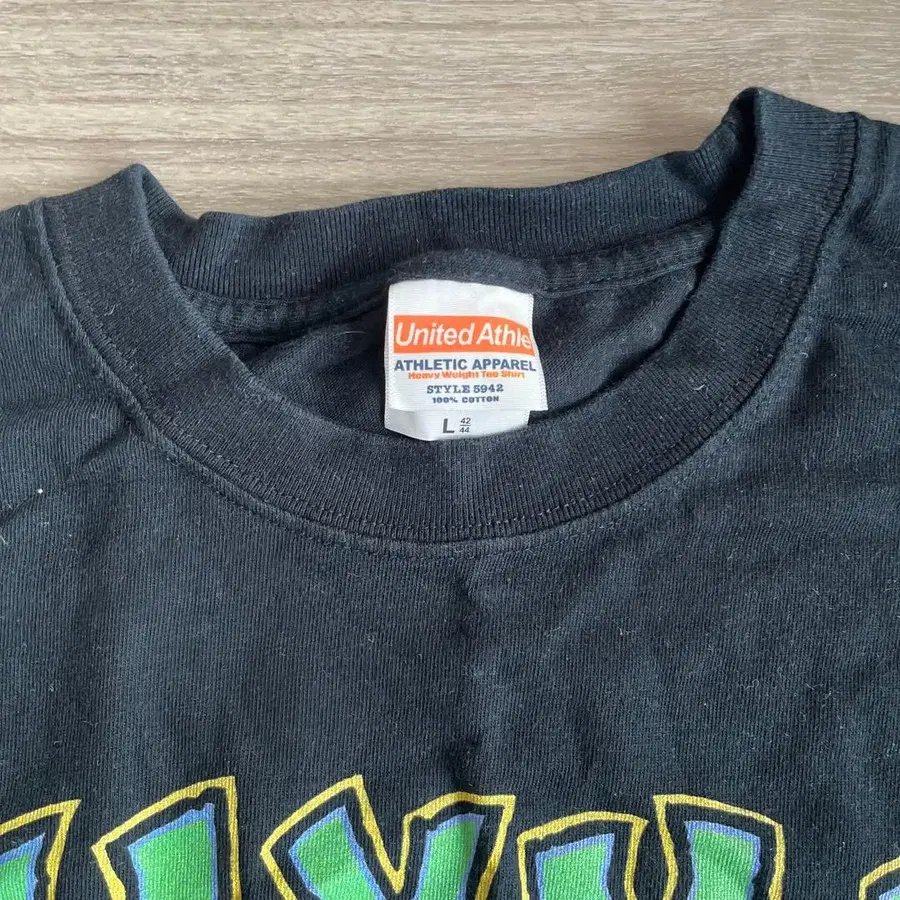 United Athle
ATHLETIC APPAREL
Heavy Weight Tee Shirt
STYLE 5942
100% COTTON
L 42
44